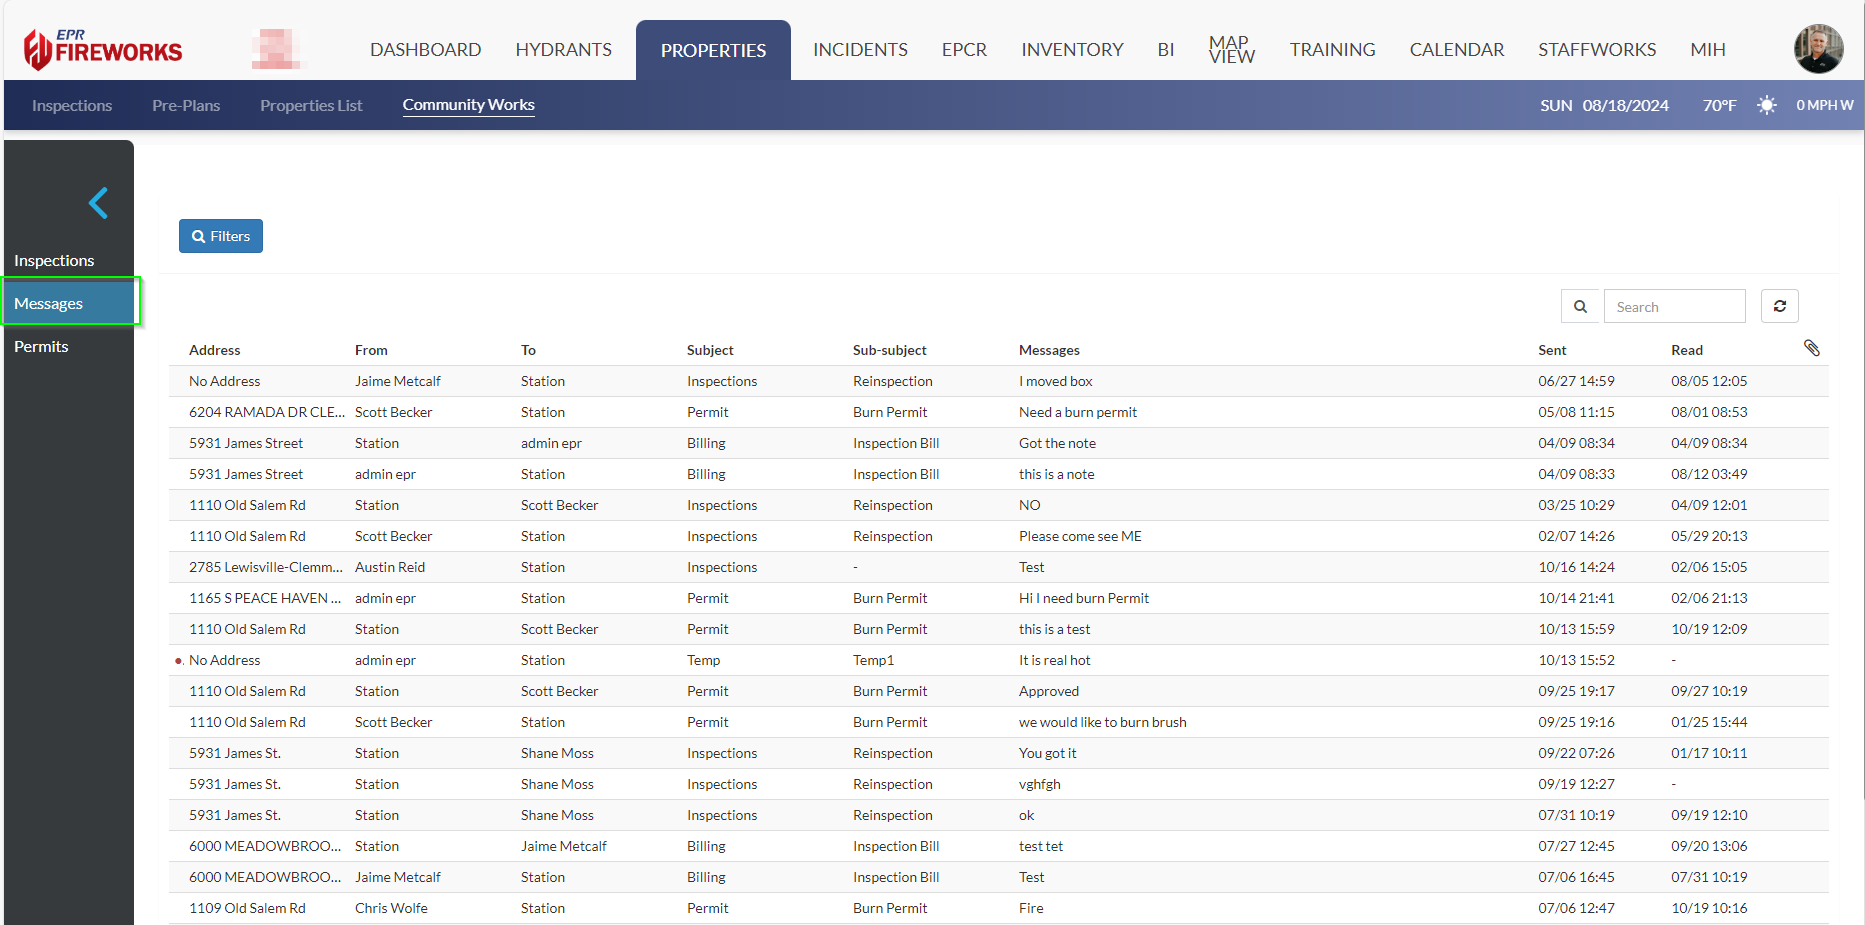 EPR
FIREWORKS
DASHBOARD HYDRANTS PROPERTIES INCIDENTS EPCR INVENTORY BI MAP VIEW TRAINING CALENDAR STAFFWORKS MIH
Inspections Pre-Plans Properties List Community Works SUN 08/18/2024 70°F 0 MPH W
Filters
Inspections
Messages
Permits
Search
Address From To Subject Sub-subject Messages Sent Read
No Address Jaime Metcalf Station Inspections Reinspection I moved box 06/27 14:59 08/05 12:05
6204 RAMADA DR CLE... Scott Becker Station Permit Burn Permit Need a burn permit 05/08 11:15 08/01 08:53
5931 James Street Station admin epr Billing Inspection Bill Got the note 04/09 08:34 04/09 08:34
5931 James Street admin epr Station Billing Inspection Bill this is a note 04/09 08:33 08/12 03:49
1110 Old Salem Rd Station Scott Becker Inspections Reinspection NO 03/25 10:29 04/09 12:01
1110 Old Salem Rd Scott Becker Station Inspections Reinspection Please come see ME 02/07 14:26 05/29 20:13
2785 Lewisville-Clemm... Austin Reid Station Inspections - Test 10/16 14:24 02/06 15:05
1165 S PEACE HAVEN ... admin epr Station Permit Burn Permit Hi I need burn Permit 10/14 21:41 02/06 21:13
1110 Old Salem Rd Station Scott Becker Permit Burn Permit this is a test 10/13 15:59 10/19 12:09
No Address admin epr Station Temp Temp1 It is real hot 10/13 15:52 -
1110 Old Salem Rd Station Scott Becker Permit Burn Permit Approved 09/25 19:17 09/27 10:19
1110 Old Salem Rd Scott Becker Station Permit Burn Permit we would like to burn brush 09/25 19:16 01/25 15:44
5931 James St. Station Shane Moss Inspections Reinspection You got it 09/22 07:26 01/17 10:11
5931 James St. Station Shane Moss Inspections Reinspection vghfgh 09/19 12:27 -
5931 James St. Station Shane Moss Inspections Reinspection ok 07/31 10:19 09/19 12:10
6000 MEADOWBROO... Station Jaime Metcalf Billing Inspection Bill test tet 07/27 12:45 09/20 13:06
6000 MEADOWBROO... Jaime Metcalf Station Billing Inspection Bill Test 07/06 16:45 07/31 10:19
1109 Old Salem Rd Chris Wolfe Station Permit Burn Permit Fire 07/06 12:47 10/19 10:16